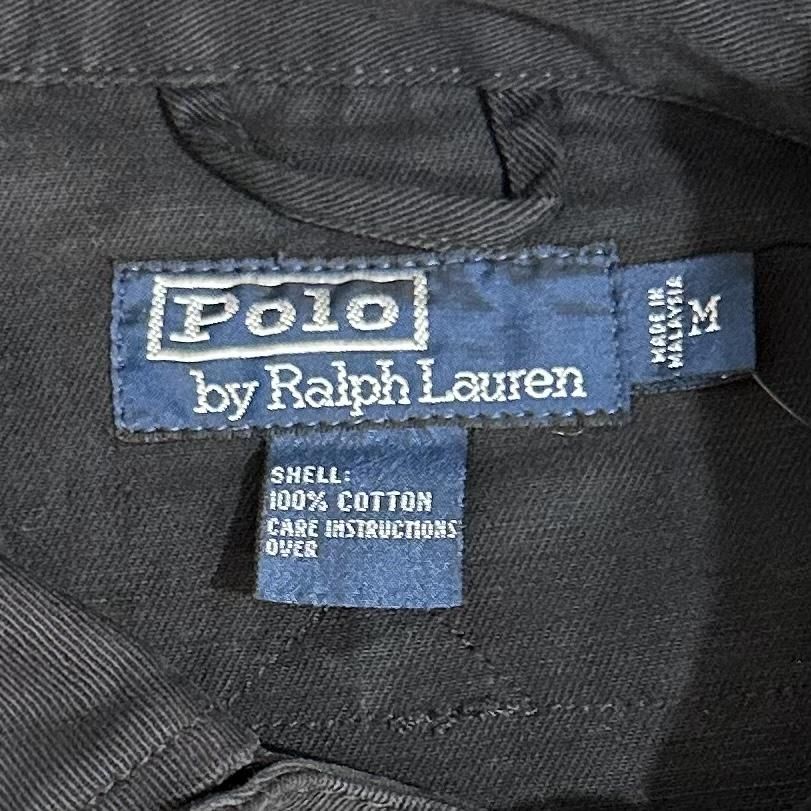 Polo
by Ralph Lauren
MADE IN
MALAYSIA
M
SHELL:
100% COTTON
CARE INSTRUCTIONS
OVER